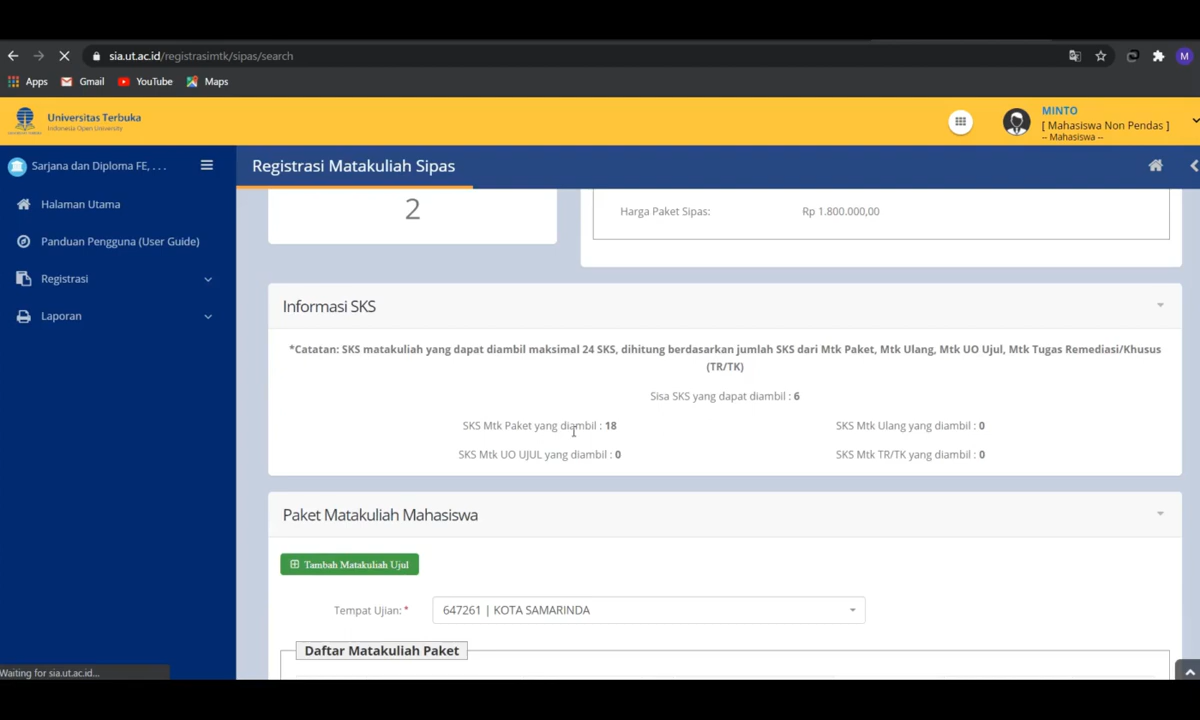 sia.ut.ac.id/registrasimtk/sipas/search
M
Apps
Gmail
YouTube
Maps
Universitas Terbuka
Indonesia Open University
MINTO
[ Mahasiswa Non Pendas ]
-- Mahasiswa --
Sarjana dan Diploma FE, . . .
Registrasi Matakuliah Sipas
Halaman Utama
Panduan Pengguna (User Guide)
Registrasi
Laporan
2
Harga Paket Sipas: Rp 1.800.000,00
Informasi SKS
*Catatan: SKS matakuliah yang dapat diambil maksimal 24 SKS, dihitung berdasarkan jumlah SKS dari Mtk Paket, Mtk Ulang, Mtk UO Ujul, Mtk Tugas Remediasi/Khusus
(TR/TK)
Sisa SKS yang dapat diambil : 6
SKS Mtk Paket yang diambil : 18
SKS Mtk Ulang yang diambil : 0
SKS Mtk UO UJUL yang diambil : 0
SKS Mtk TR/TK yang diambil : 0
Paket Matakuliah Mahasiswa
Tambah Matakuliah Ujul
Tempat Ujian: * 647261 | KOTA SAMARINDA
Daftar Matakuliah Paket
Waiting for sia.ut.ac.id...